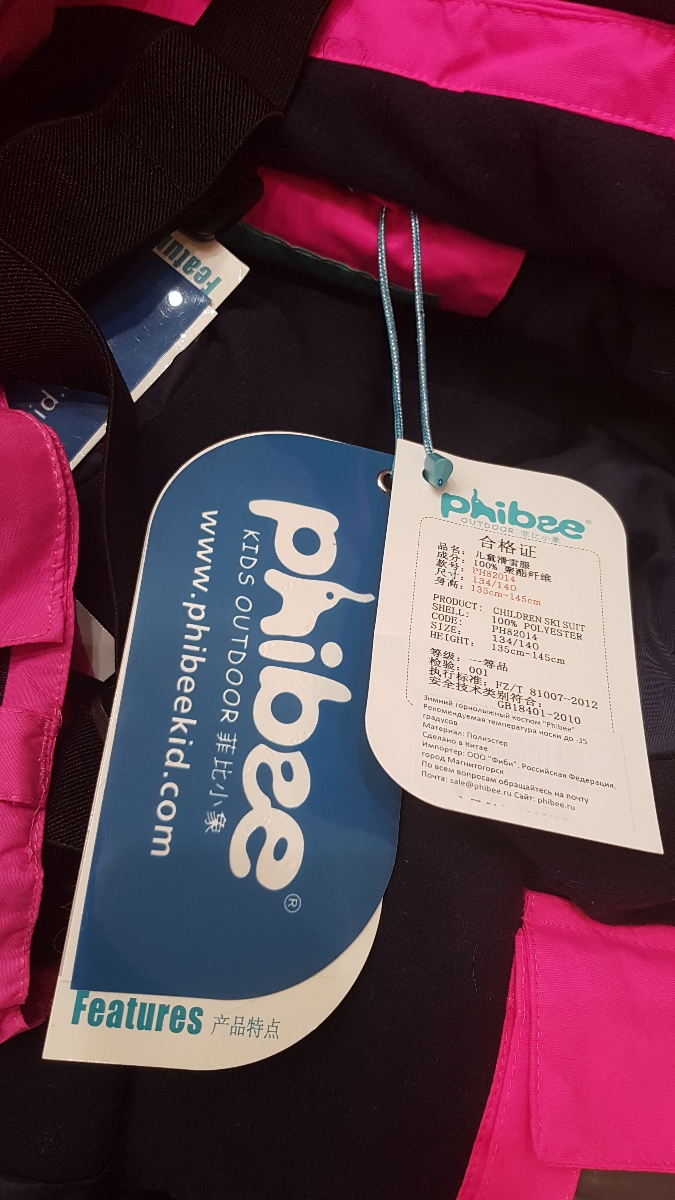 Featur
phibee®
KIDS OUTDOOR 菲比小象
www.phibeekid.com
Features 产品特点
phibee®
OUTDOOR 菲比小象
合格证
品名: 儿童滑雪服
成分: 100% 聚酯纤维
款号: PH82014
尺寸: 134/140
身高: 135cm-145cm
PRODUCT: CHILDREN SKI SUIT
SHELL: 100% POLYESTER
CODE: PH82014
SIZE: 134/140
HEIGHT: 135cm-145cm
等级: 一等品
检验: 001
执行标准: FZ/T 81007-2012
安全技术类别符合:
GB18401-2010
Зимний горнолыжный костюм "Phibee"
Рекомендуемая температура носки до -35
градусов
Материал: Полиэстер
Сделано в Китае
Импортер: ООО "Фиби", Российская Федерация,
город Магнитогорск
По всем вопросам обращайтесь на почту
Почта: sale@phibee.ru Сайт: phibee.ru